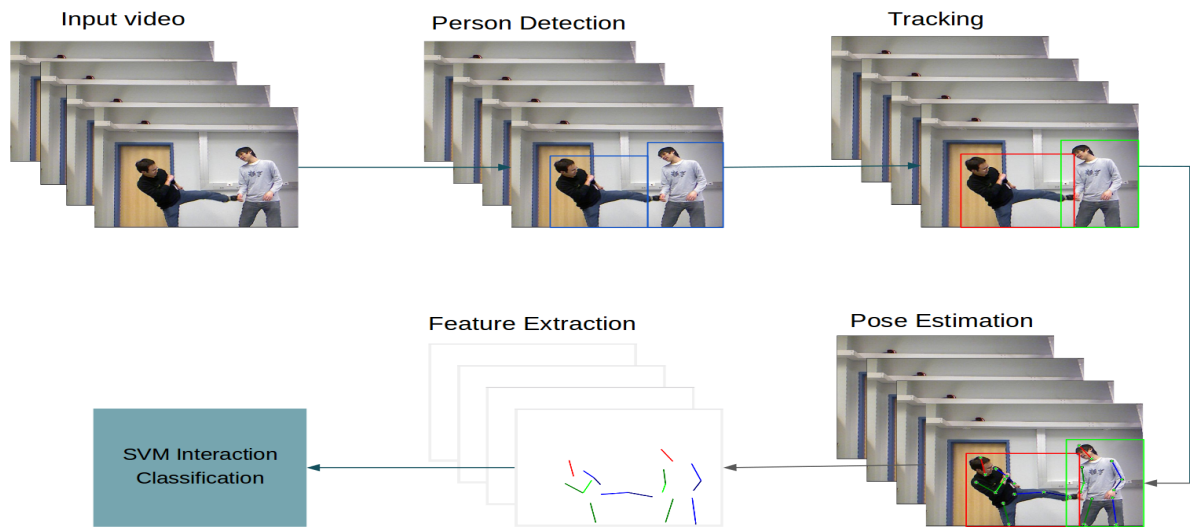 Input video
Person Detection
Tracking
Feature Extraction
Pose Estimation
SVM Interaction
Classification